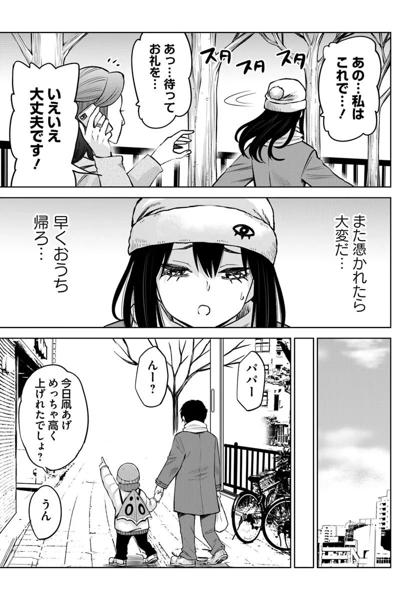 あの…私は
これで…！
ズタ
ズタ
ズタ
あっ…待って
お礼を…
いえいえ
大丈夫です！
また憑かれたら
大変だ…
早くおうち
帰ろ…
パパー
んー？
今日凧あげ
めっちゃ高く
上げれたでしょ？
うん